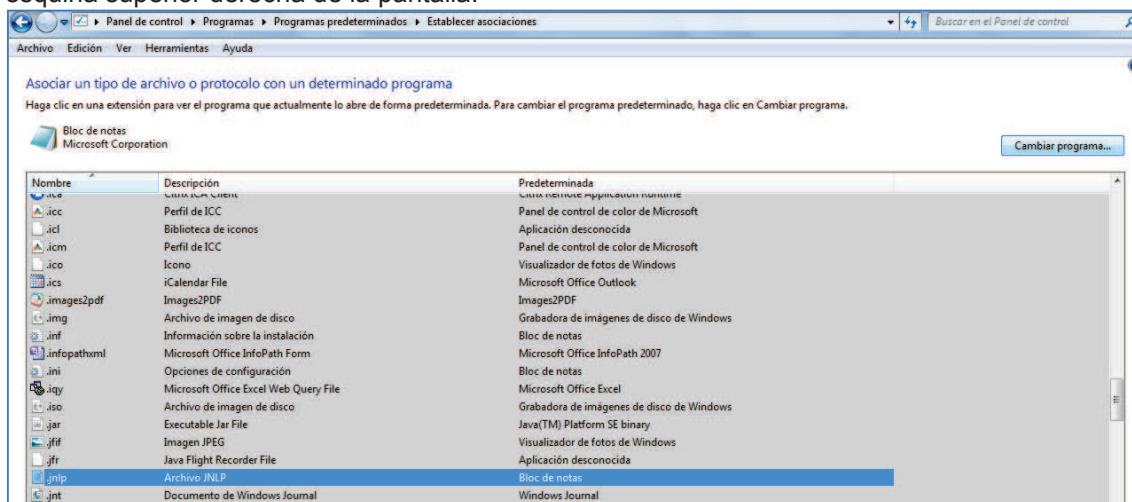 esquina superior derecha de la pantalla.
Panel de control ▸ Programas ▸ Programas predeterminados ▸ Establecer asociaciones Buscar en el Panel de control
Archivo Edición Ver Herramientas Ayuda
Asociar un tipo de archivo o protocolo con un determinado programa
Haga clic en una extensión para ver el programa que actualmente lo abre de forma predeterminada. Para cambiar el programa predeterminado, haga clic en Cambiar programa.
Bloc de notas
Microsoft Corporation
Cambiar programa...
Nombre Descripción Predeterminada
.ica Citrix ICA Client Citrix Remote Application Runtime
.icc Perfil de ICC Panel de control de color de Microsoft
.icl Biblioteca de iconos Aplicación desconocida
.icm Perfil de ICC Panel de control de color de Microsoft
.ico Icono Visualizador de fotos de Windows
.ics iCalendar File Microsoft Office Outlook
.images2pdf Images2PDF Images2PDF
.img Archivo de imagen de disco Grabadora de imágenes de disco de Windows
.inf Información sobre la instalación Bloc de notas
.infopathxml Microsoft Office InfoPath Form Microsoft Office InfoPath 2007
.ini Opciones de configuración Bloc de notas
.iqy Microsoft Office Excel Web Query File Microsoft Office Excel
.iso Archivo de imagen de disco Grabadora de imágenes de disco de Windows
.jar Executable Jar File Java(TM) Platform SE binary
.jfif Imagen JPEG Visualizador de fotos de Windows
.jfr Java Flight Recorder File Aplicación desconocida
.jnlp Archivo JNLP Bloc de notas
.jnt Documento de Windows Journal Windows Journal